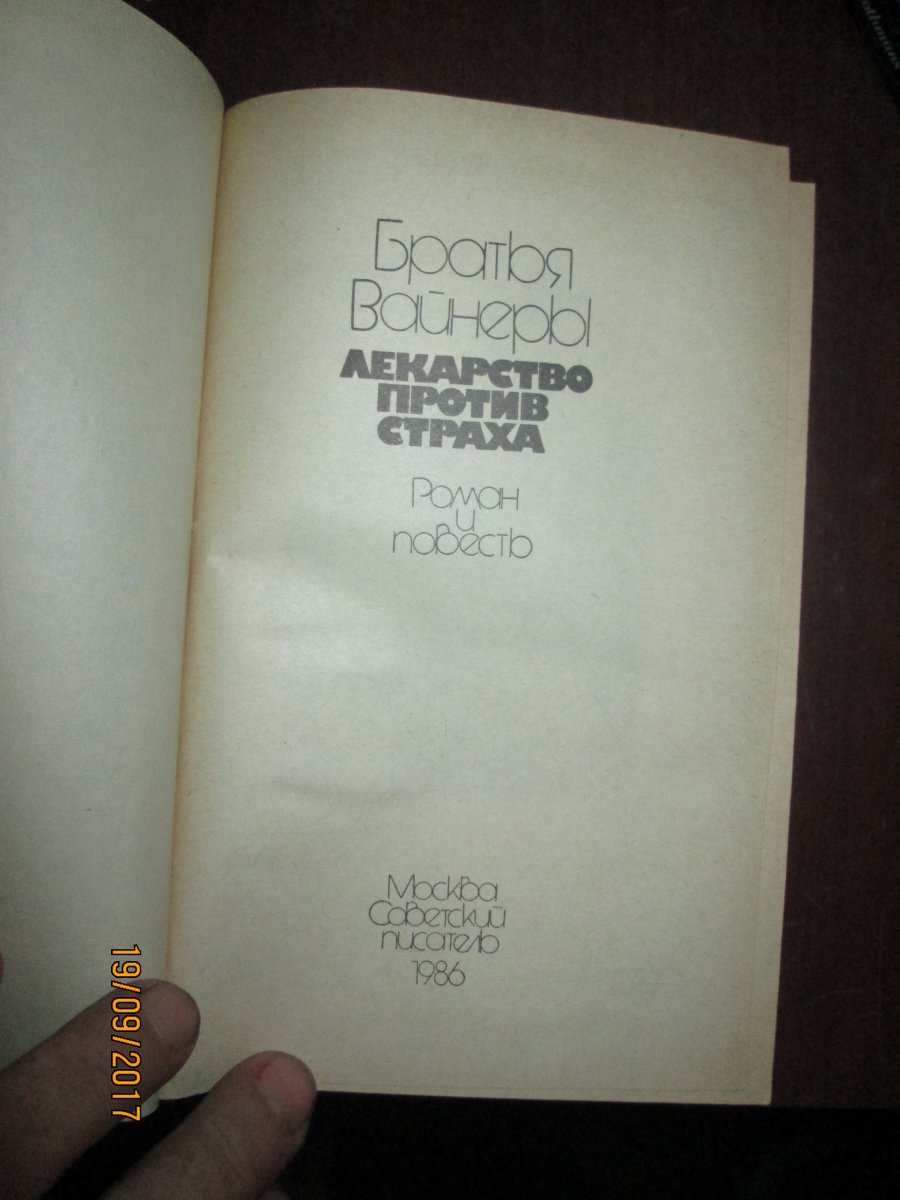 Братья
Вайнеры
ЛЕКАРСТВО
ПРОТИВ
СТРАХА
Роман
и
повесть
Москва
Советский
писатель
1986
19/09/2017